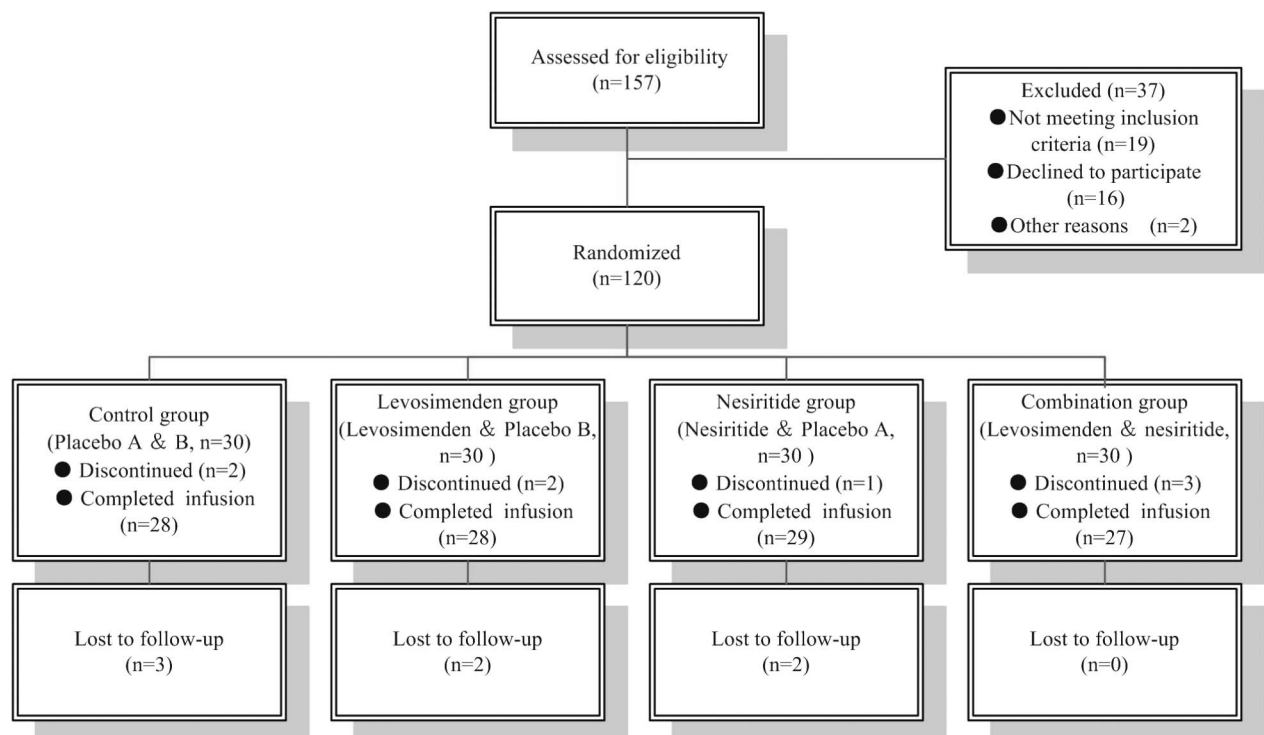 Assessed for eligibility
(n=157)
Excluded (n=37)
●Not meeting inclusion
criteria (n=19)
●Declined to participate
(n=16)
●Other reasons (n=2)
Randomized
(n=120)
Control group
(Placebo A & B, n=30)
● Discontinued (n=2)
● Completed infusion
(n=28)
Levosimenden group
(Levosimenden & Placebo B,
n=30 )
● Discontinued (n=2)
● Completed infusion
(n=28)
Nesiritide group
(Nesiritide & Placebo A,
n=30 )
● Discontinued (n=1)
● Completed infusion
(n=29)
Combination group
(Levosimenden & nesiritide,
n=30 )
● Discontinued (n=3)
● Completed infusion
(n=27)
Lost to follow-up
(n=3)
Lost to follow-up
(n=2)
Lost to follow-up
(n=2)
Lost to follow-up
(n=0)